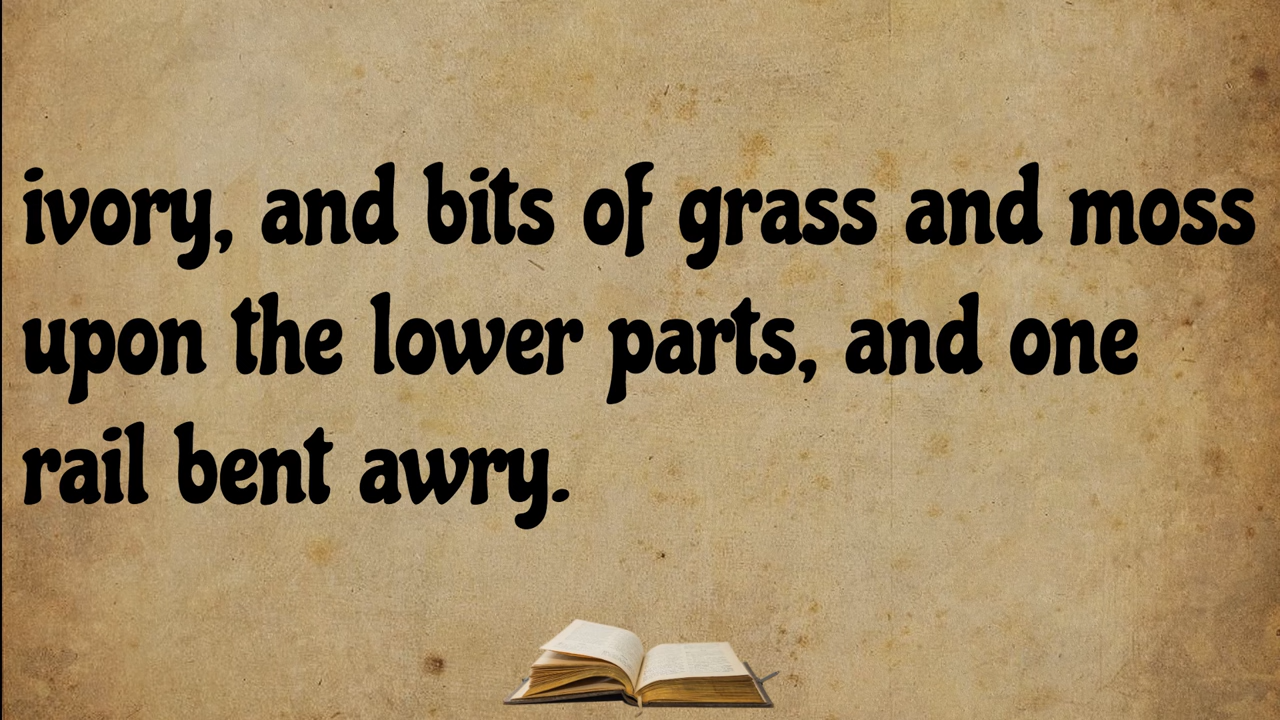 ivory, and bits of grass and moss
upon the lower parts, and one
rail bent awry.